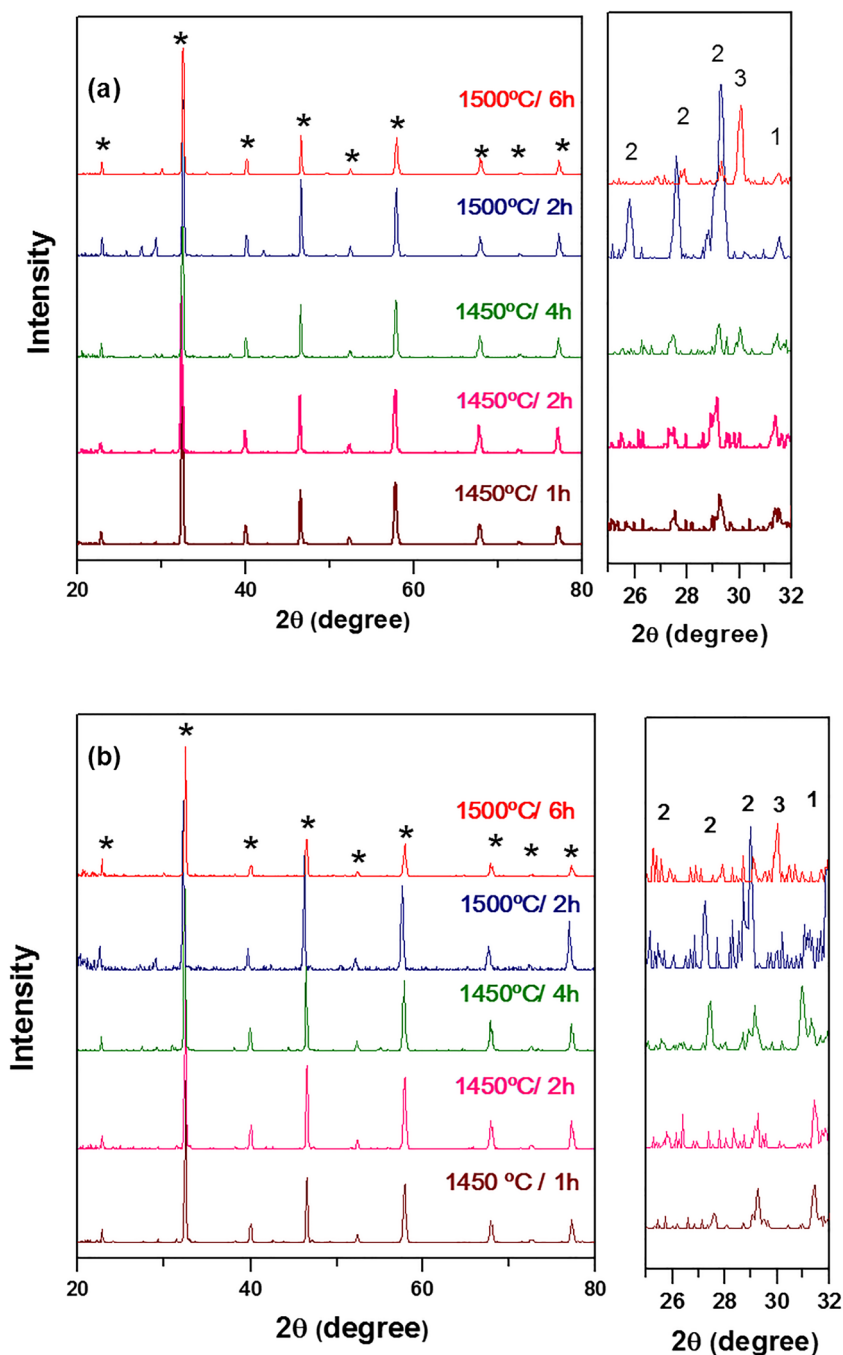 (a)
* * * * * * * *
1500ºC/ 6h
1500ºC/ 2h
1450ºC/ 4h
1450ºC/ 2h
1450ºC/ 1h
Intensity
20 40 60 80
2θ (degree)
2 2 2 3 1
26 28 30 32
2θ (degree)
(b)
* * * * * * * *
1500ºC/ 6h
1500ºC/ 2h
1450ºC/ 4h
1450ºC/ 2h
1450 ºC / 1h
Intensity
20 40 60 80
2θ (degree)
2 2 2 3 1
26 28 30 32
2θ (degree)